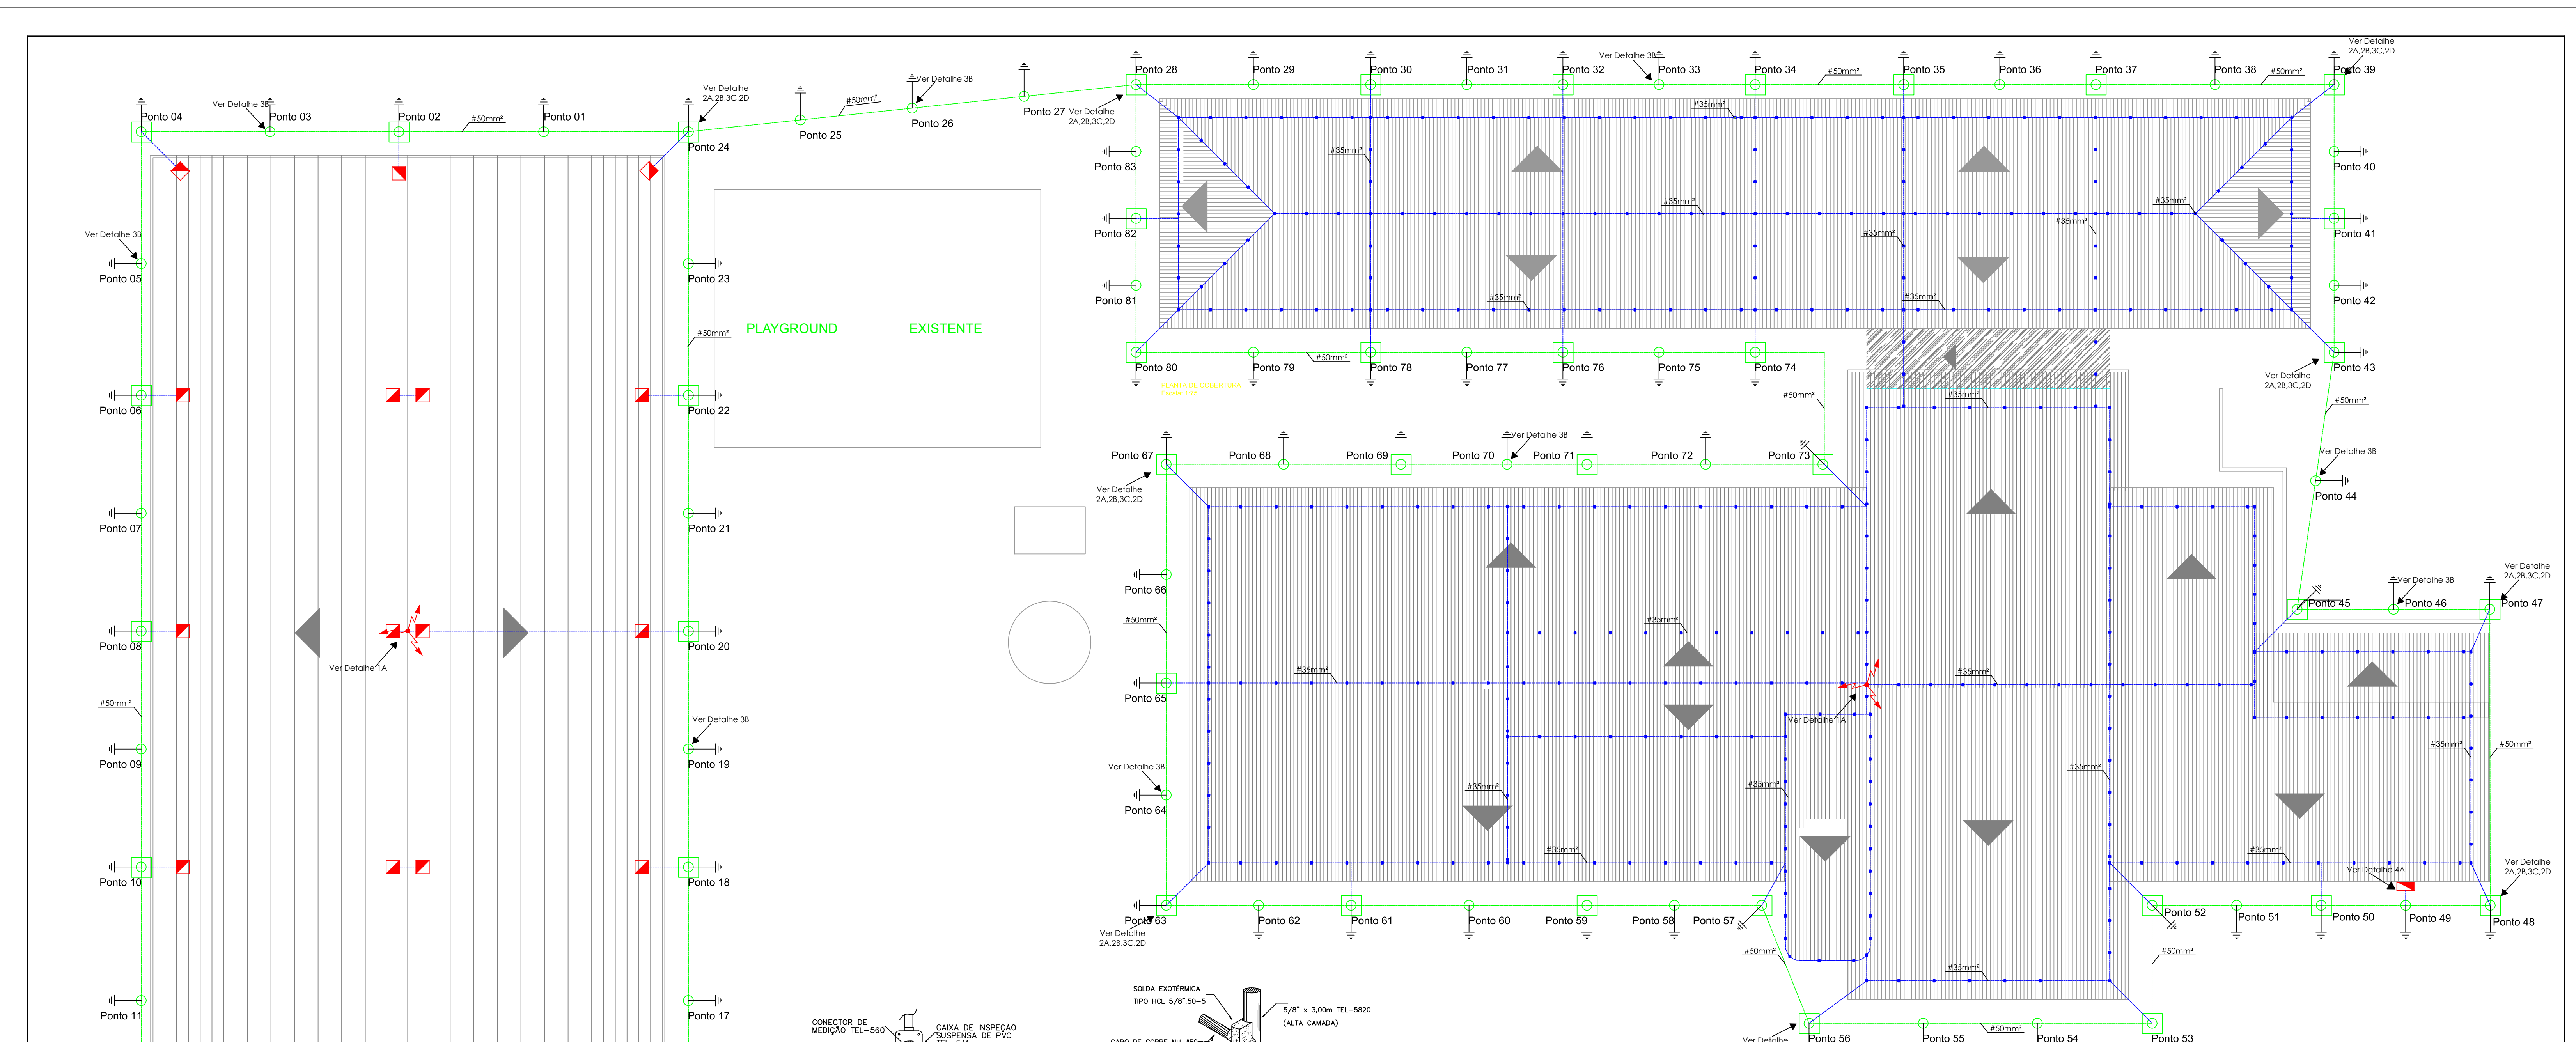 Ver Detalhe
2A,2B,3C,2D
Ver Detalhe 3B
Ponto 28
Ponto 29
Ponto 30
Ponto 31
Ponto 32
Ponto 33
Ponto 34
#50mm²
Ponto 35
Ponto 36
Ponto 37
Ponto 38
#50mm²
Ponto 39
Ver Detalhe 3B
Ver Detalhe
2A,2B,3C,2D
Ver Detalhe 3B
Ponto 04
Ponto 03
Ponto 02
#50mm²
Ponto 01
Ponto 24
#50mm²
Ponto 25
Ponto 26
Ponto 27
Ver Detalhe
2A,2B,3C,2D
#35mm²
#35mm²
Ponto 83
Ponto 40
#35mm²
#35mm²
#35mm²
#35mm²
Ponto 82
Ponto 41
Ver Detalhe 3B
Ponto 05
Ponto 23
Ponto 81
#35mm²
#35mm²
Ponto 42
PLAYGROUND
EXISTENTE
#50mm²
#50mm²
Ponto 80
Ponto 79
Ponto 78
Ponto 77
Ponto 76
Ponto 75
Ponto 74
Ponto 43
Ver Detalhe
2A,2B,3C,2D
PLANTA DE COBERTURA
#50mm²
#35mm²
#50mm²
Ponto 06
Ponto 22
Ponto 67
Ponto 68
Ponto 69
Ponto 70
Ver Detalhe 3B
Ponto 71
Ponto 72
Ponto 73
Ver Detalhe 3B
Ver Detalhe
2A,2B,3C,2D
Ponto 44
Ponto 07
Ponto 21
Ponto 66
Ver Detalhe 3B
Ver Detalhe
2A,2B,3C,2D
Ponto 45
Ponto 46
Ponto 47
#50mm²
#35mm²
Ponto 08
Ver Detalhe 1A
Ponto 20
#35mm²
#35mm²
Ponto 65
#50mm²
Ver Detalhe 3B
Ver Detalhe 1A
Ponto 09
Ponto 19
#35mm²
#50mm²
Ver Detalhe 3B
#35mm²
#35mm²
#35mm²
Ponto 64
#35mm²
#35mm²
Ver Detalhe 4A
Ver Detalhe
2A,2B,3C,2D
Ponto 10
Ponto 18
Ponto 63
Ponto 62
Ponto 61
Ponto 60
Ponto 59
Ponto 58
Ponto 57
Ponto 52
Ponto 51
Ponto 50
Ponto 49
Ponto 48
Ver Detalhe
2A,2B,3C,2D
#50mm²
#50mm²
#35mm²
Ponto 11
Ponto 17
SOLDA EXOTÉRMICA
TIPO HCL 5/8".50-5
5/8" x 3,00m TEL-5820
(ALTA CAMADA)
CONECTOR DE
MEDIÇÃO TEL-560
CAIXA DE INSPEÇÃO
SUSPENSA DE PVC
TEL-541
CABO DE COBRE NU #50mm²
#50mm²
Ver Detalhe
Ponto 56
Ponto 55
Ponto 54
Ponto 53